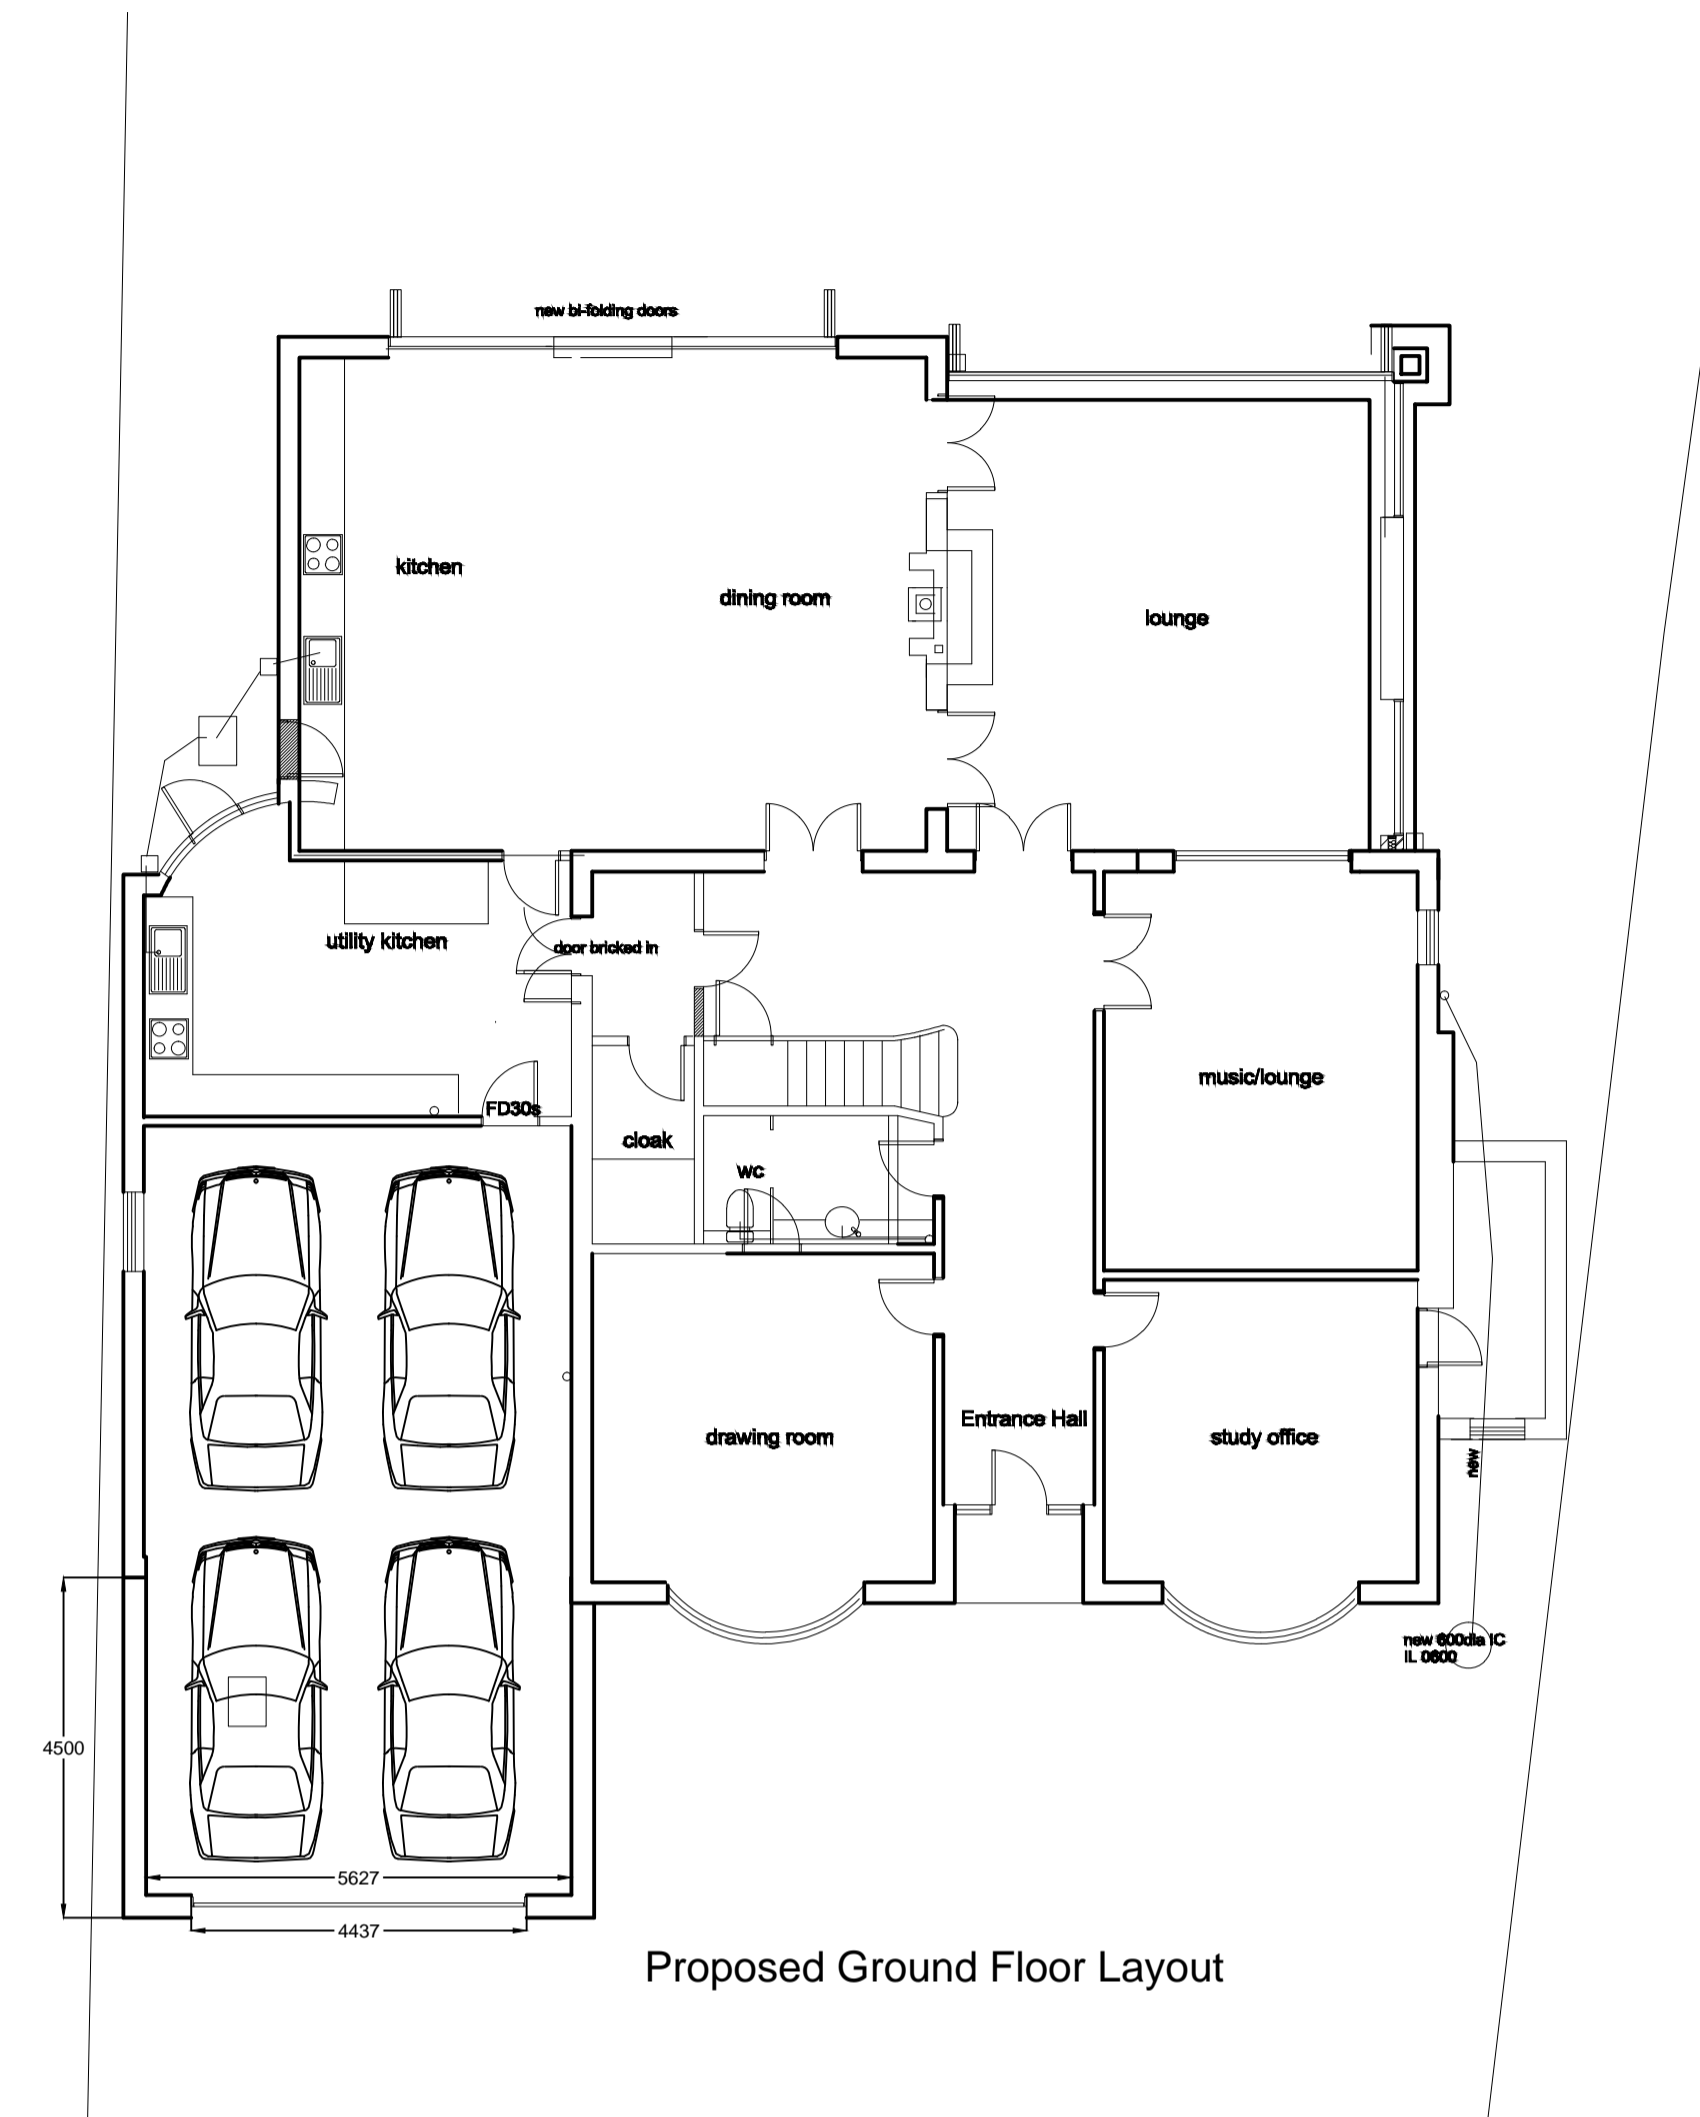 new bi-folding doors
kitchen
dining room
lounge
utility kitchen
door bricked in
music/lounge
FD30s
cloak
WC
Entrance Hall
drawing room
study office
new
new 600dia IC
IL 0600
4500
5627
4437
Proposed Ground Floor Layout